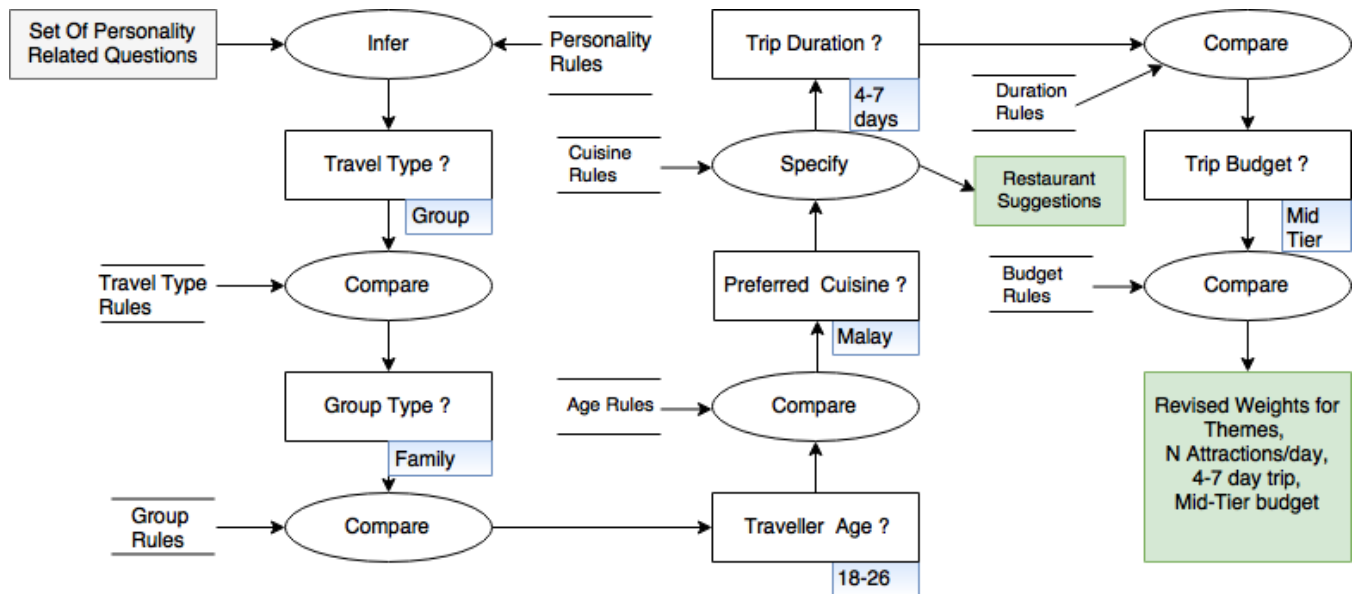 Set Of Personality
Related Questions
Infer
Personality
Rules
Travel Type ?
Group
Travel Type
Rules
Compare
Group Type ?
Family
Group
Rules
Compare
Traveller Age ?
18-26
Age Rules
Compare
Preferred Cuisine ?
Malay
Cuisine
Rules
Specify
Restaurant
Suggestions
Trip Duration ?
4-7
days
Duration
Rules
Compare
Trip Budget ?
Mid
Tier
Budget
Rules
Compare
Revised Weights for
Themes,
N Attractions/day,
4-7 day trip,
Mid-Tier budget